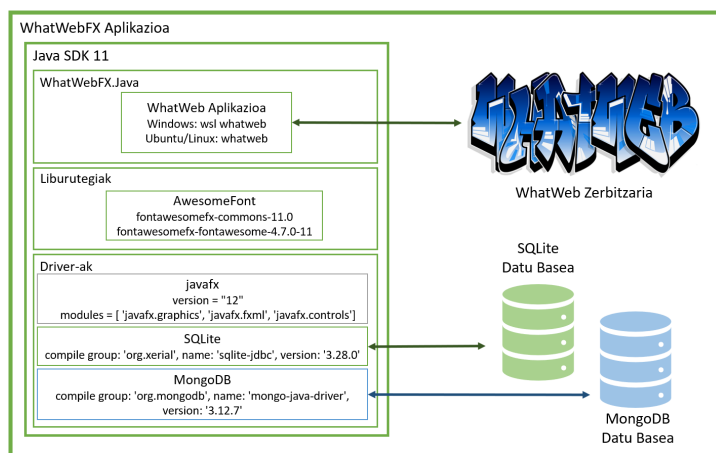 WhatWebFX Aplikazioa
Java SDK 11
WhatWebFX.Java
WhatWeb Aplikazioa
Windows: wsl whatweb
Ubuntu/Linux: whatweb
WHATWEB
WhatWeb Zerbitzaria
Liburutegiak
AwesomeFont
fontawesomefx-commons-11.0
fontawesomefx-fontawesome-4.7.0-11
Driver-ak
javafx
version = "12"
modules = [ 'javafx.graphics', 'javafx.fxml', 'javafx.controls']
SQLite
compile group: 'org.xerial', name: 'sqlite-jdbc', version: '3.28.0'
MongoDB
compile group: 'org.mongodb', name: 'mongo-java-driver',
version: '3.12.7'
SQLite
Datu Basea
MongoDB
Datu Basea